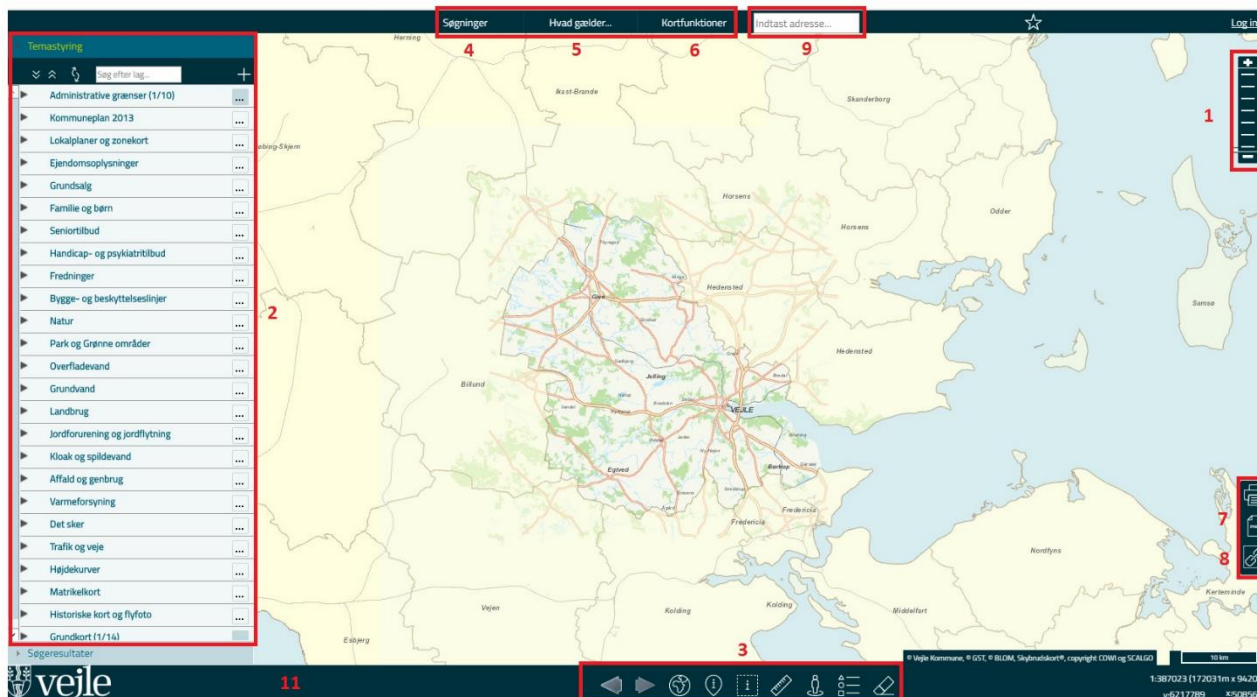 Søgninger
Hvad gælder...
Kortfunktioner
Indtast adresse...
Log in
4
5
6
9
Temastyring
Søg efter lag...
Administrative grænser (1/10)
Kommuneplan 2013
Lokalplaner og zonekort
Ejendomsoplysninger
Grundsalg
Familie og børn
Seniortilbud
Handicap- og psykiatritilbud
Fredninger
Bygge- og beskyttelseslinjer
Natur
Park og Grønne områder
Overfladevand
Grundvand
Landbrug
Jordforurening og jordflytning
Kloak og spildevand
Affald og genbrug
Varmeforsyning
Det sker
Trafik og veje
Højdekurver
Matrikelkort
Historiske kort og flyfoto
Grundkort (1/14)
Søgeresultater
2
1
Herning
Ikast-Brande
Skanderborg
Horsens
Odder
Horsens
Hedensted
Samsø
Give
Hedensted
Billund
Jelling
VEJLE
Egtved
Børkop
Fredericia
Fredericia
Nordfyns
Kerteminde
Vejen
Kolding
Kolding
Middelfart
Esbjerg
7
8
3
© Vejle Kommune, © GST, © BLOM, Skybrudskort®, copyright COWI og SCALGO
10 km
vejle
11